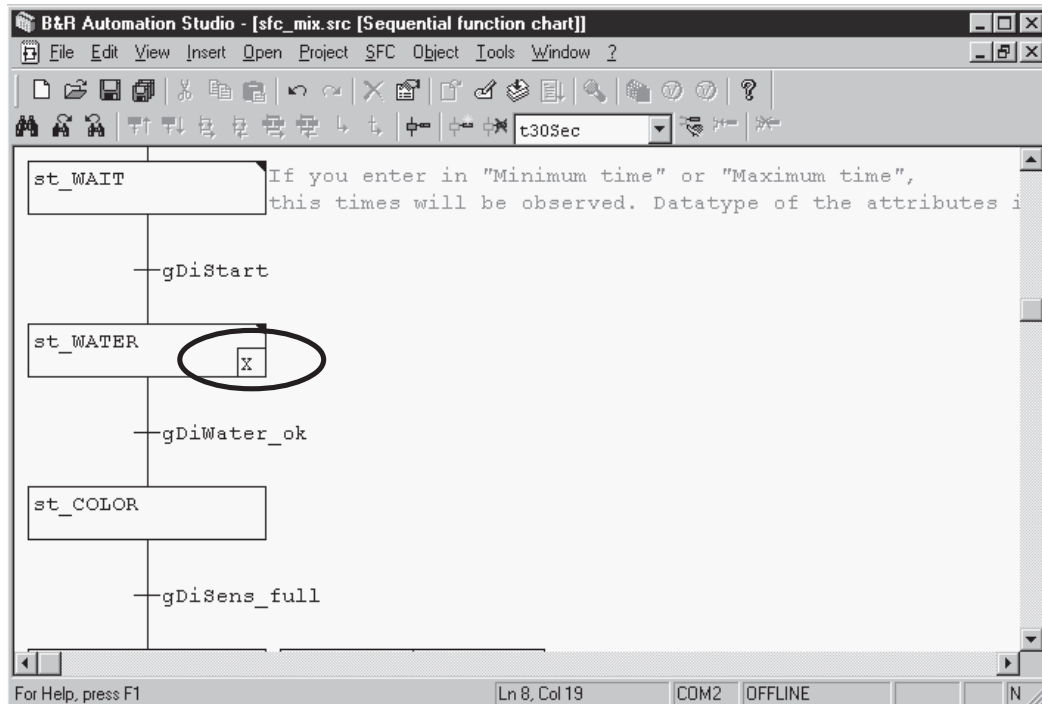 B&R Automation Studio - [sfc_mix.src [Sequential function chart]]
File Edit View Insert Open Project SFC Object Tools Window ?
t30Sec
st_WAIT
If you enter in "Minimum time" or "Maximum time",
this times will be observed. Datatype of the attributes i
gDiStart
st_WATER
X
gDiWater_ok
st_COLOR
gDiSens_full
For Help, press F1 Ln 8, Col 19 COM2 OFFLINE N